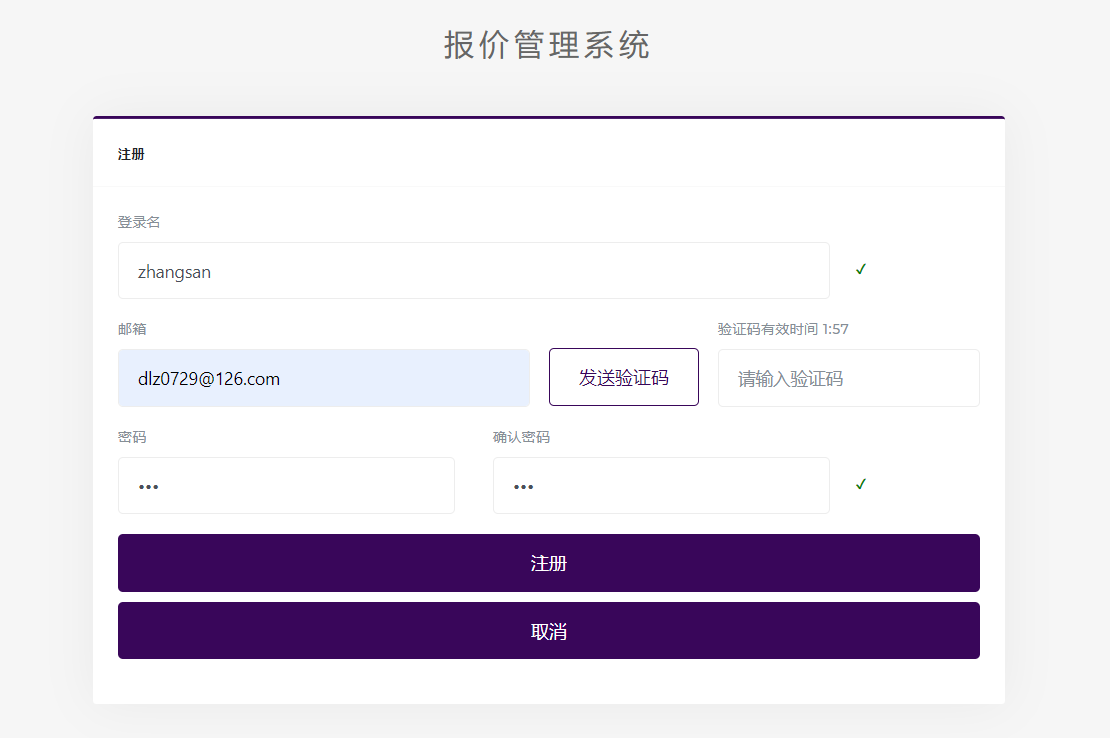 报价管理系统
注册
登录名
zhangsan
✓
邮箱
验证码有效时间 1:57
dlz0729@126.com
发送验证码
请输入验证码
密码
确认密码
•••
•••
✓
注册
取消